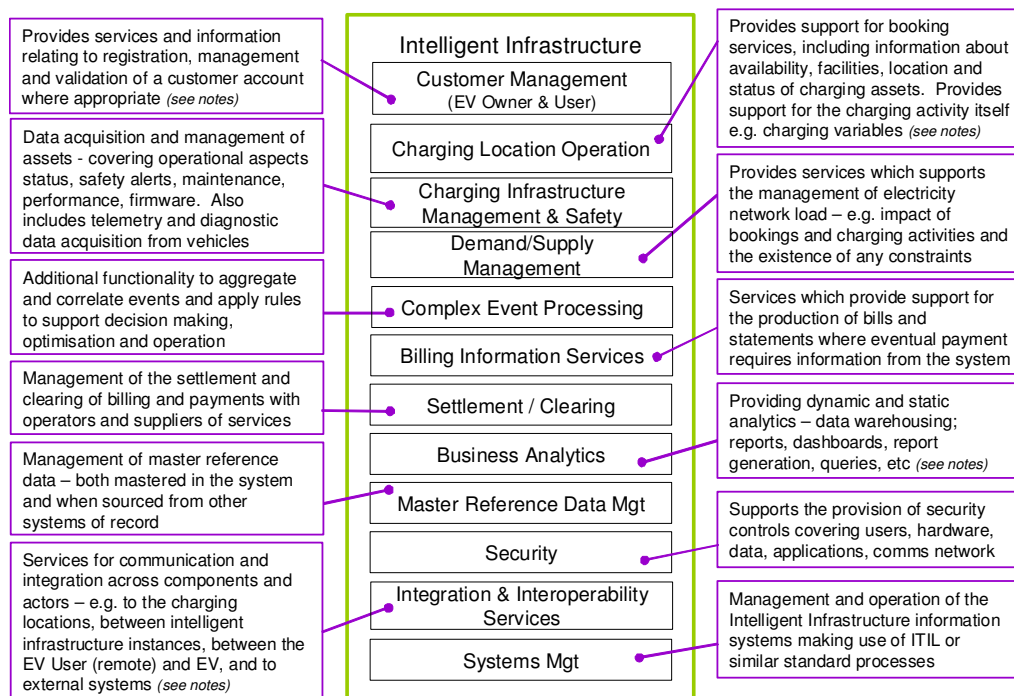 Provides services and information
relating to registration, management
and validation of a customer account
where appropriate (see notes)
Data acquisition and management of
assets - covering operational aspects
status, safety alerts, maintenance,
performance, firmware.  Also
includes telemetry and diagnostic
data acquisition from vehicles
Additional functionality to aggregate
and correlate events and apply rules
to support decision making,
optimisation and operation
Management of the settlement and
clearing of billing and payments with
operators and suppliers of services
Management of master reference
data – both mastered in the system
and when sourced from other
systems of record
Services for communication and
integration across components and
actors – e.g. to the charging
locations, between intelligent
infrastructure instances, between the
EV User (remote) and EV, and to
external systems (see notes)
Intelligent Infrastructure
Customer Management
(EV Owner & User)
Charging Location Operation
Charging Infrastructure
Management & Safety
Demand/Supply
Management
Complex Event Processing
Billing Information Services
Settlement / Clearing
Business Analytics
Master Reference Data Mgt
Security
Integration & Interoperability
Services
Systems Mgt
Provides support for booking
services, including information about
availability, facilities, location and
status of charging assets.  Provides
support for the charging activity itself
e.g. charging variables (see notes)
Provides services which supports
the management of electricity
network load – e.g. impact of
bookings and charging activities and
the existence of any constraints
Services which provide support for
the production of bills and
statements where eventual payment
requires information from the system
Providing dynamic and static
analytics – data warehousing;
reports, dashboards, report
generation, queries, etc (see notes)
Supports the provision of security
controls covering users, hardware,
data, applications, comms network
Management and operation of the
Intelligent Infrastructure information
systems making use of ITIL or
similar standard processes